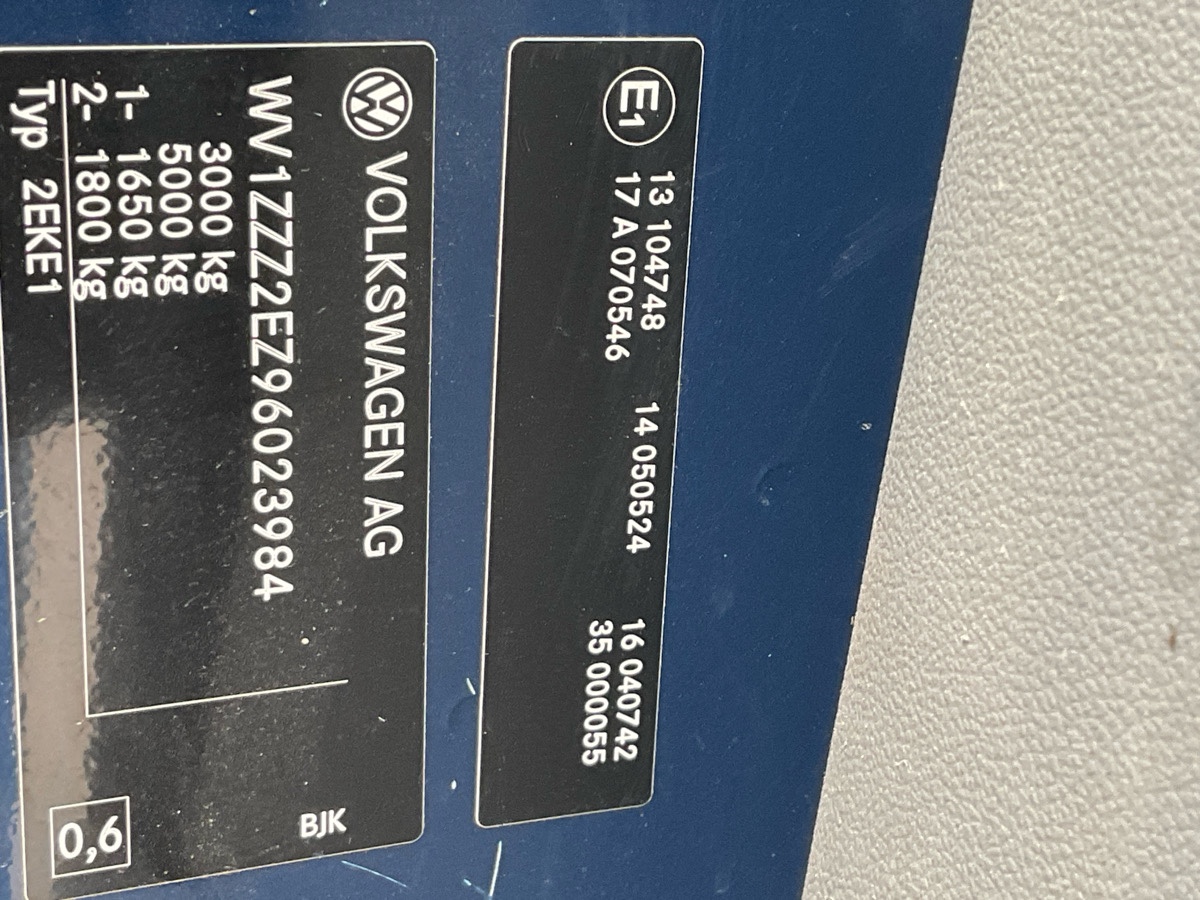 E1
13 104748 14 050524 16 040742
17 A 070546 35 000055
VOLKSWAGEN AG
WV1ZZZ2EZ96023984
3000 kg
5000 kg
1- 1650 kg
2- 1800 kg
Typ 2EKE1
BJK
0,6